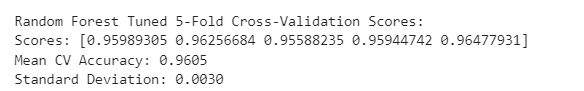 Random Forest Tuned 5-Fold Cross-Validation Scores:
Scores: [0.95989305 0.96256684 0.95588235 0.95944742 0.96477931]
Mean CV Accuracy: 0.9605
Standard Deviation: 0.0030